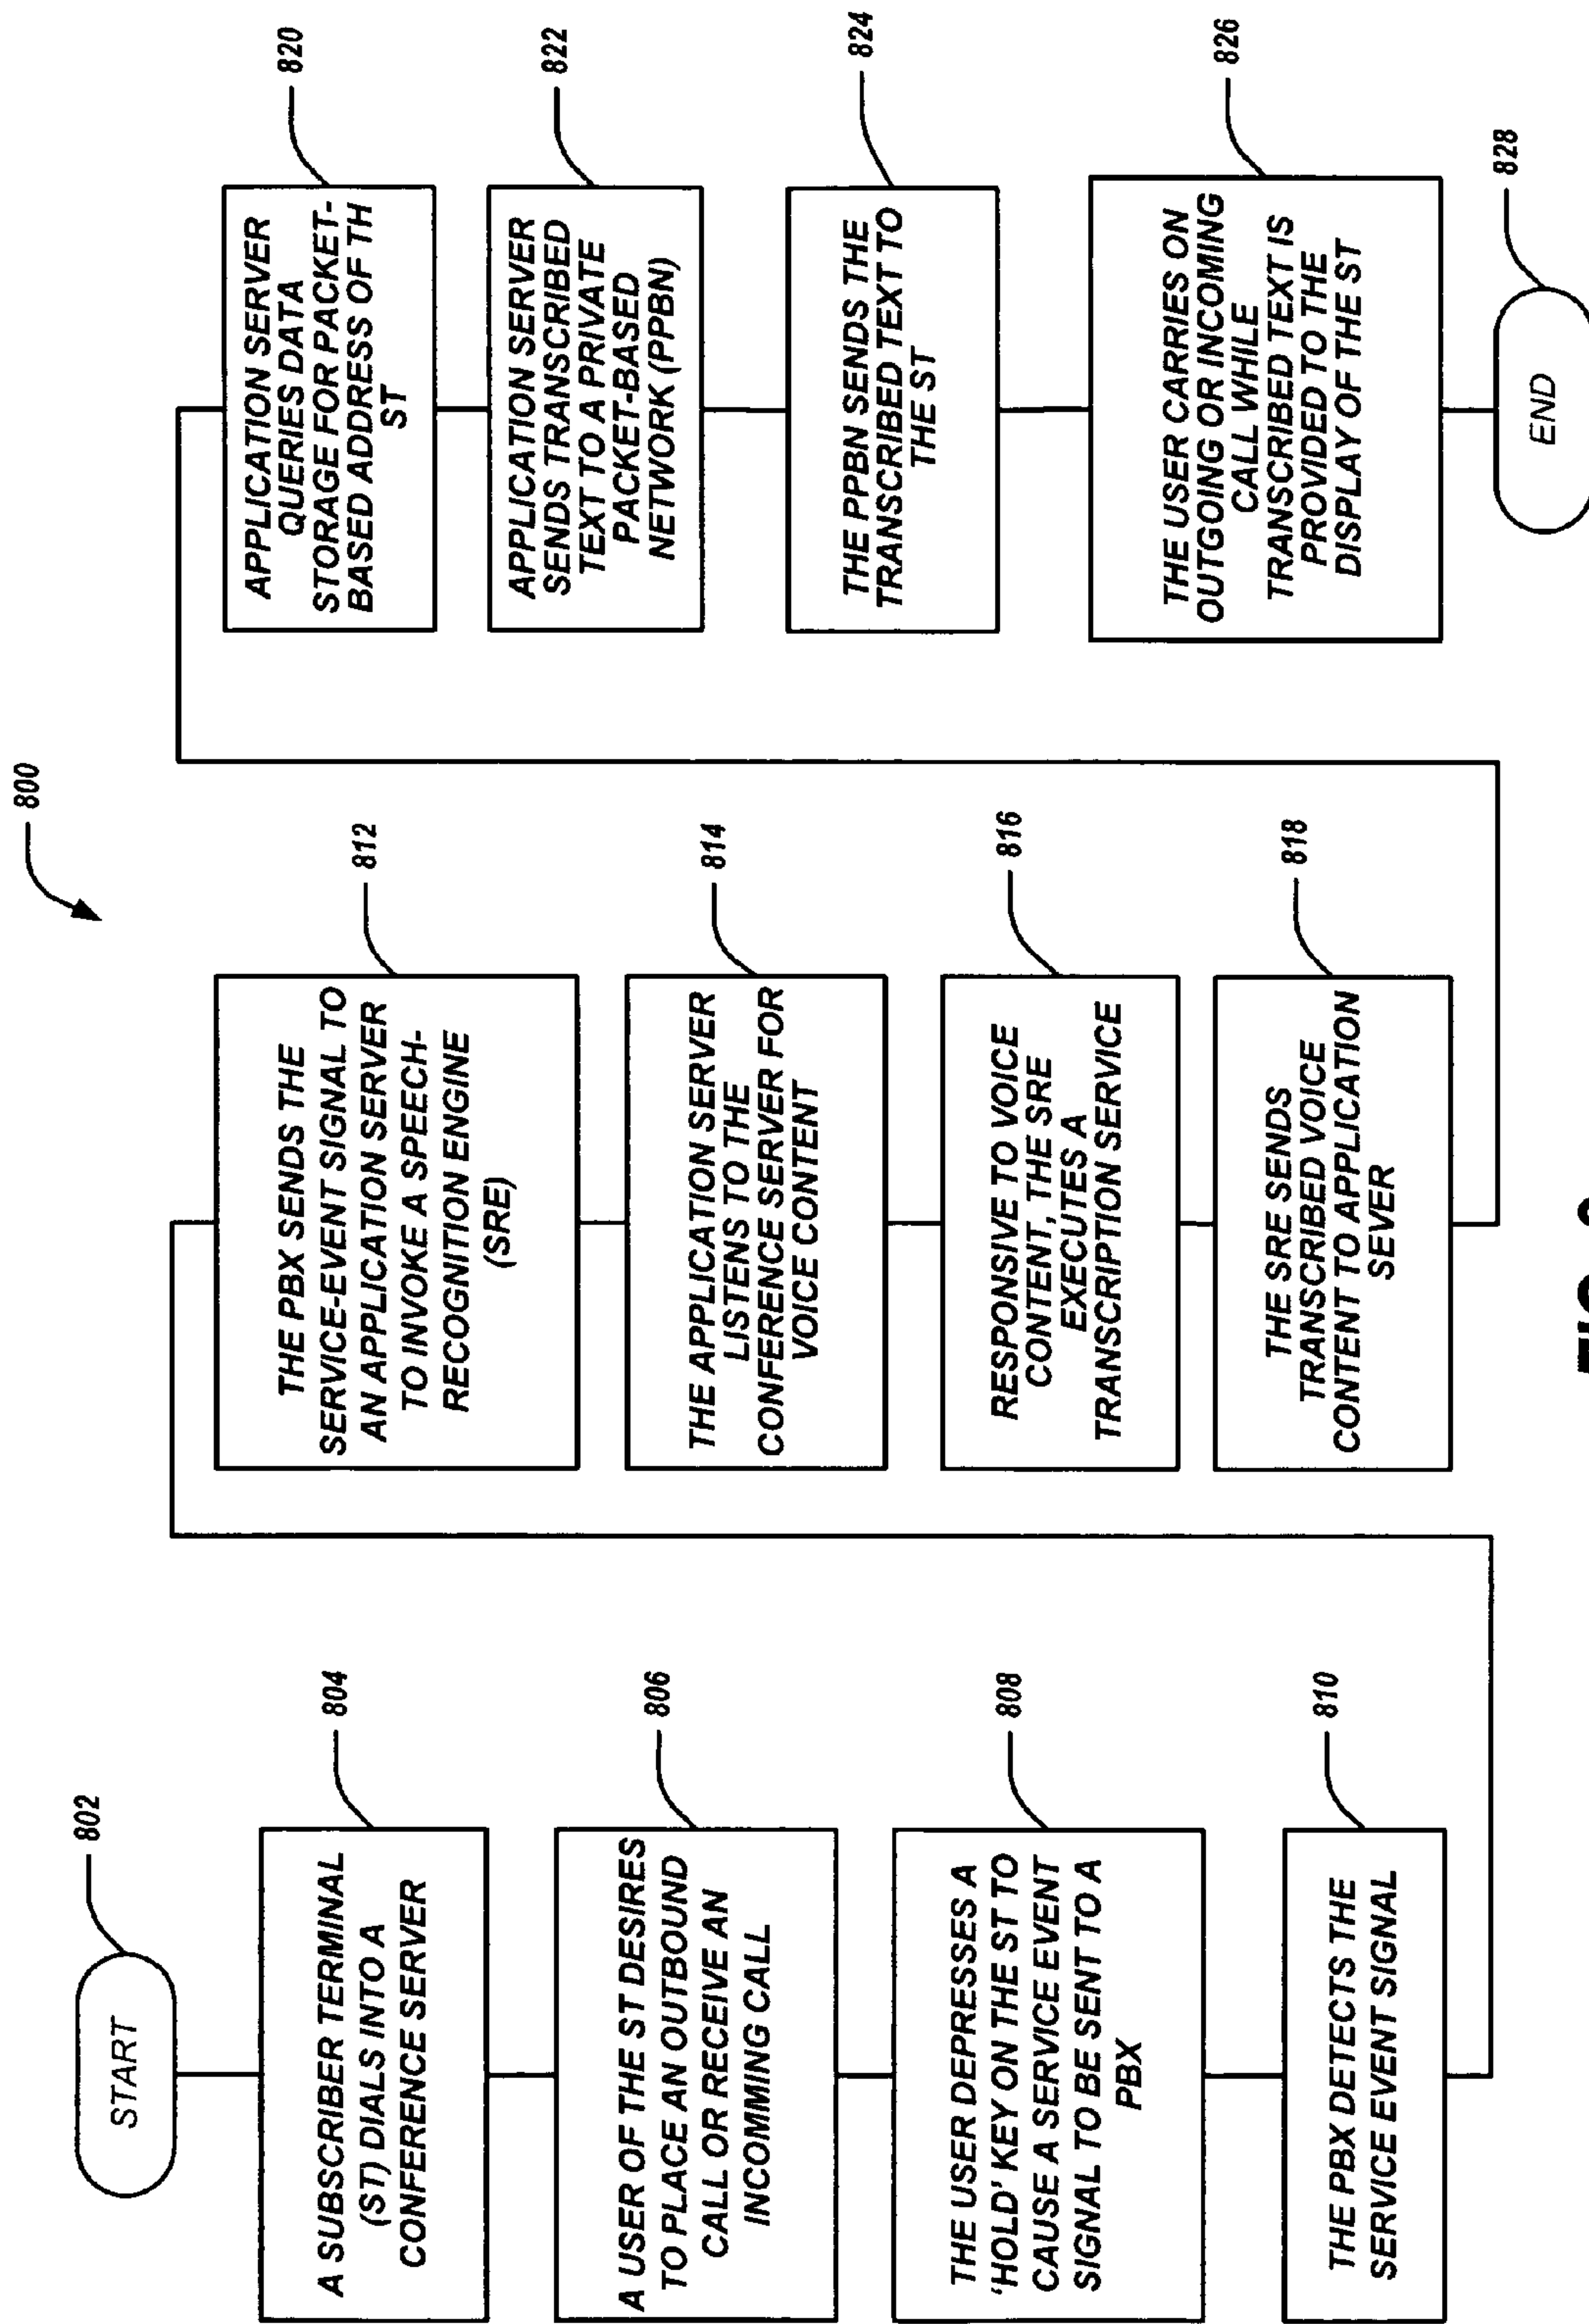 800
802
START
804
A SUBSCRIBER TERMINAL
(ST) DIALS INTO A
CONFERENCE SERVER
806
A USER OF THE ST DESIRES
TO PLACE AN OUTBOUND
CALL OR RECEIVE AN
INCOMMING CALL
808
THE USER DEPRESSES A
'HOLD' KEY ON THE ST TO
CAUSE A SERVICE EVENT
SIGNAL TO BE SENT TO A
PBX
810
THE PBX DETECTS THE
SERVICE EVENT SIGNAL
812
THE PBX SENDS THE
SERVICE-EVENT SIGNAL TO
AN APPLICATION SERVER
TO INVOKE A SPEECH-
RECOGNITION ENGINE
(SRE)
814
THE APPLICATION SERVER
LISTENS TO THE
CONFERENCE SERVER FOR
VOICE CONTENT
816
RESPONSIVE TO VOICE
CONTENT, THE SRE
EXECUTES A
TRANSCRIPTION SERVICE
818
THE SRE SENDS
TRANSCRIBED VOICE
CONTENT TO APPLICATION
SEVER
820
APPLICATION SERVER
QUERIES DATA
STORAGE FOR PACKET-
BASED ADDRESS OF TH
ST
822
APPLICATION SERVER
SENDS TRANSCRIBED
TEXT TO A PRIVATE
PACKET-BASED
NETWORK (PPBN)
824
THE PPBN SENDS THE
TRANSCRIBED TEXT TO
THE ST
826
THE USER CARRIES ON
OUTGOING OR INCOMING
CALL WHILE
TRANSCRIBED TEXT IS
PROVIDED TO THE
DISPLAY OF THE ST
828
END